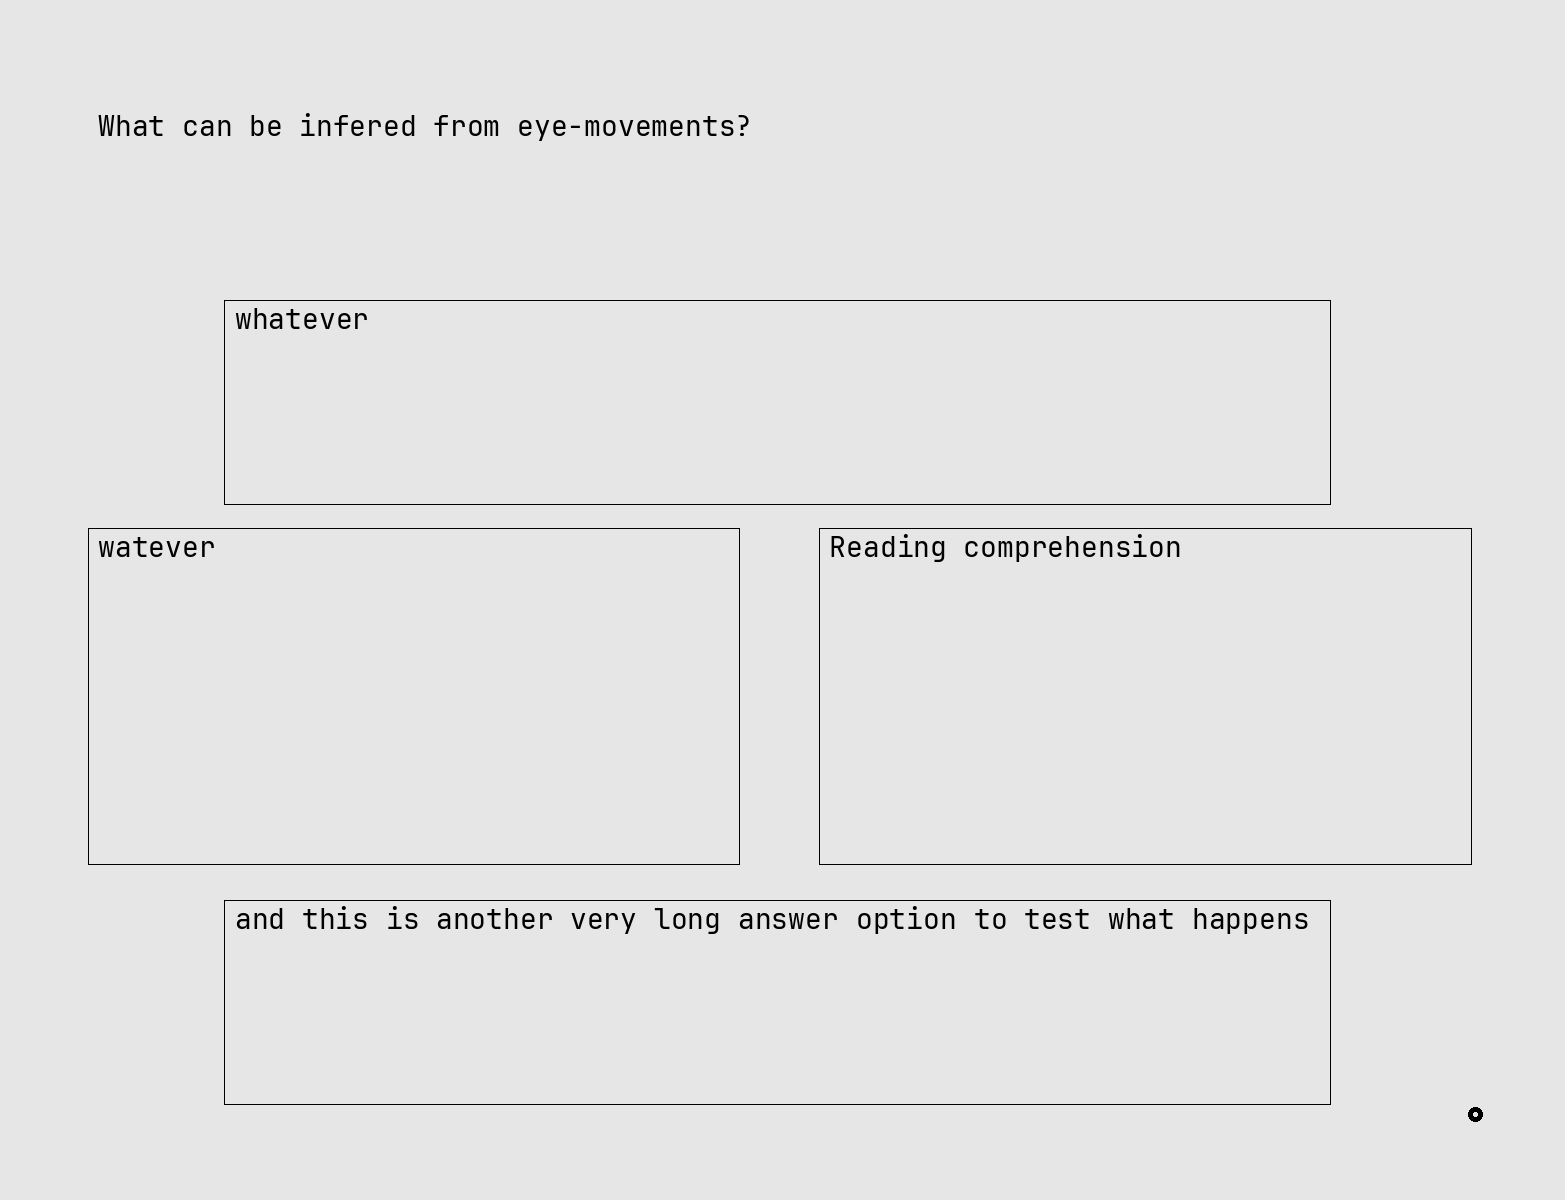 What can be infered from eye-movements?
whatever
watever
Reading comprehension
and this is another very long answer option to test what happens